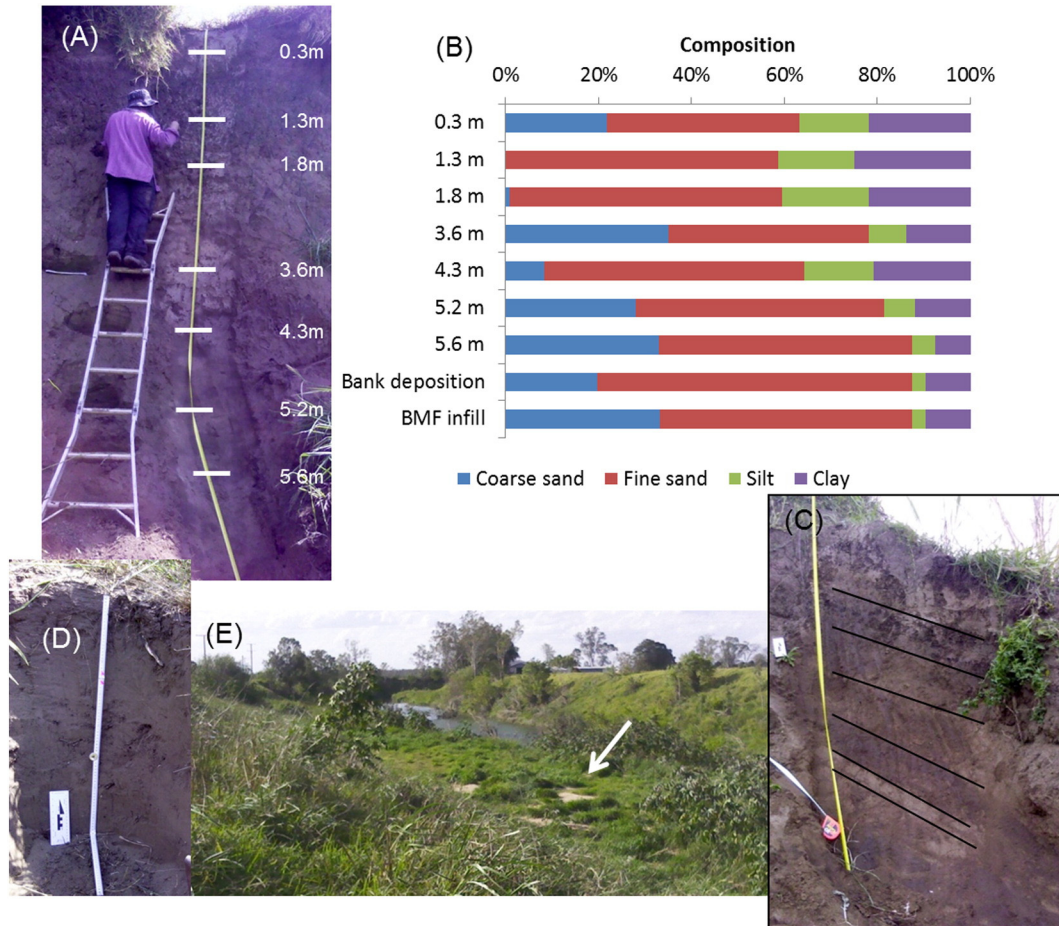 (A)
0.3m
1.3m
1.8m
3.6m
4.3m
5.2m
5.6m
(B)
Composition
0% 20% 40% 60% 80% 100%
0.3 m
1.3 m
1.8 m
3.6 m
4.3 m
5.2 m
5.6 m
Bank deposition
BMF infill
Coarse sand Fine sand Silt Clay
(C)
(D)
(E)